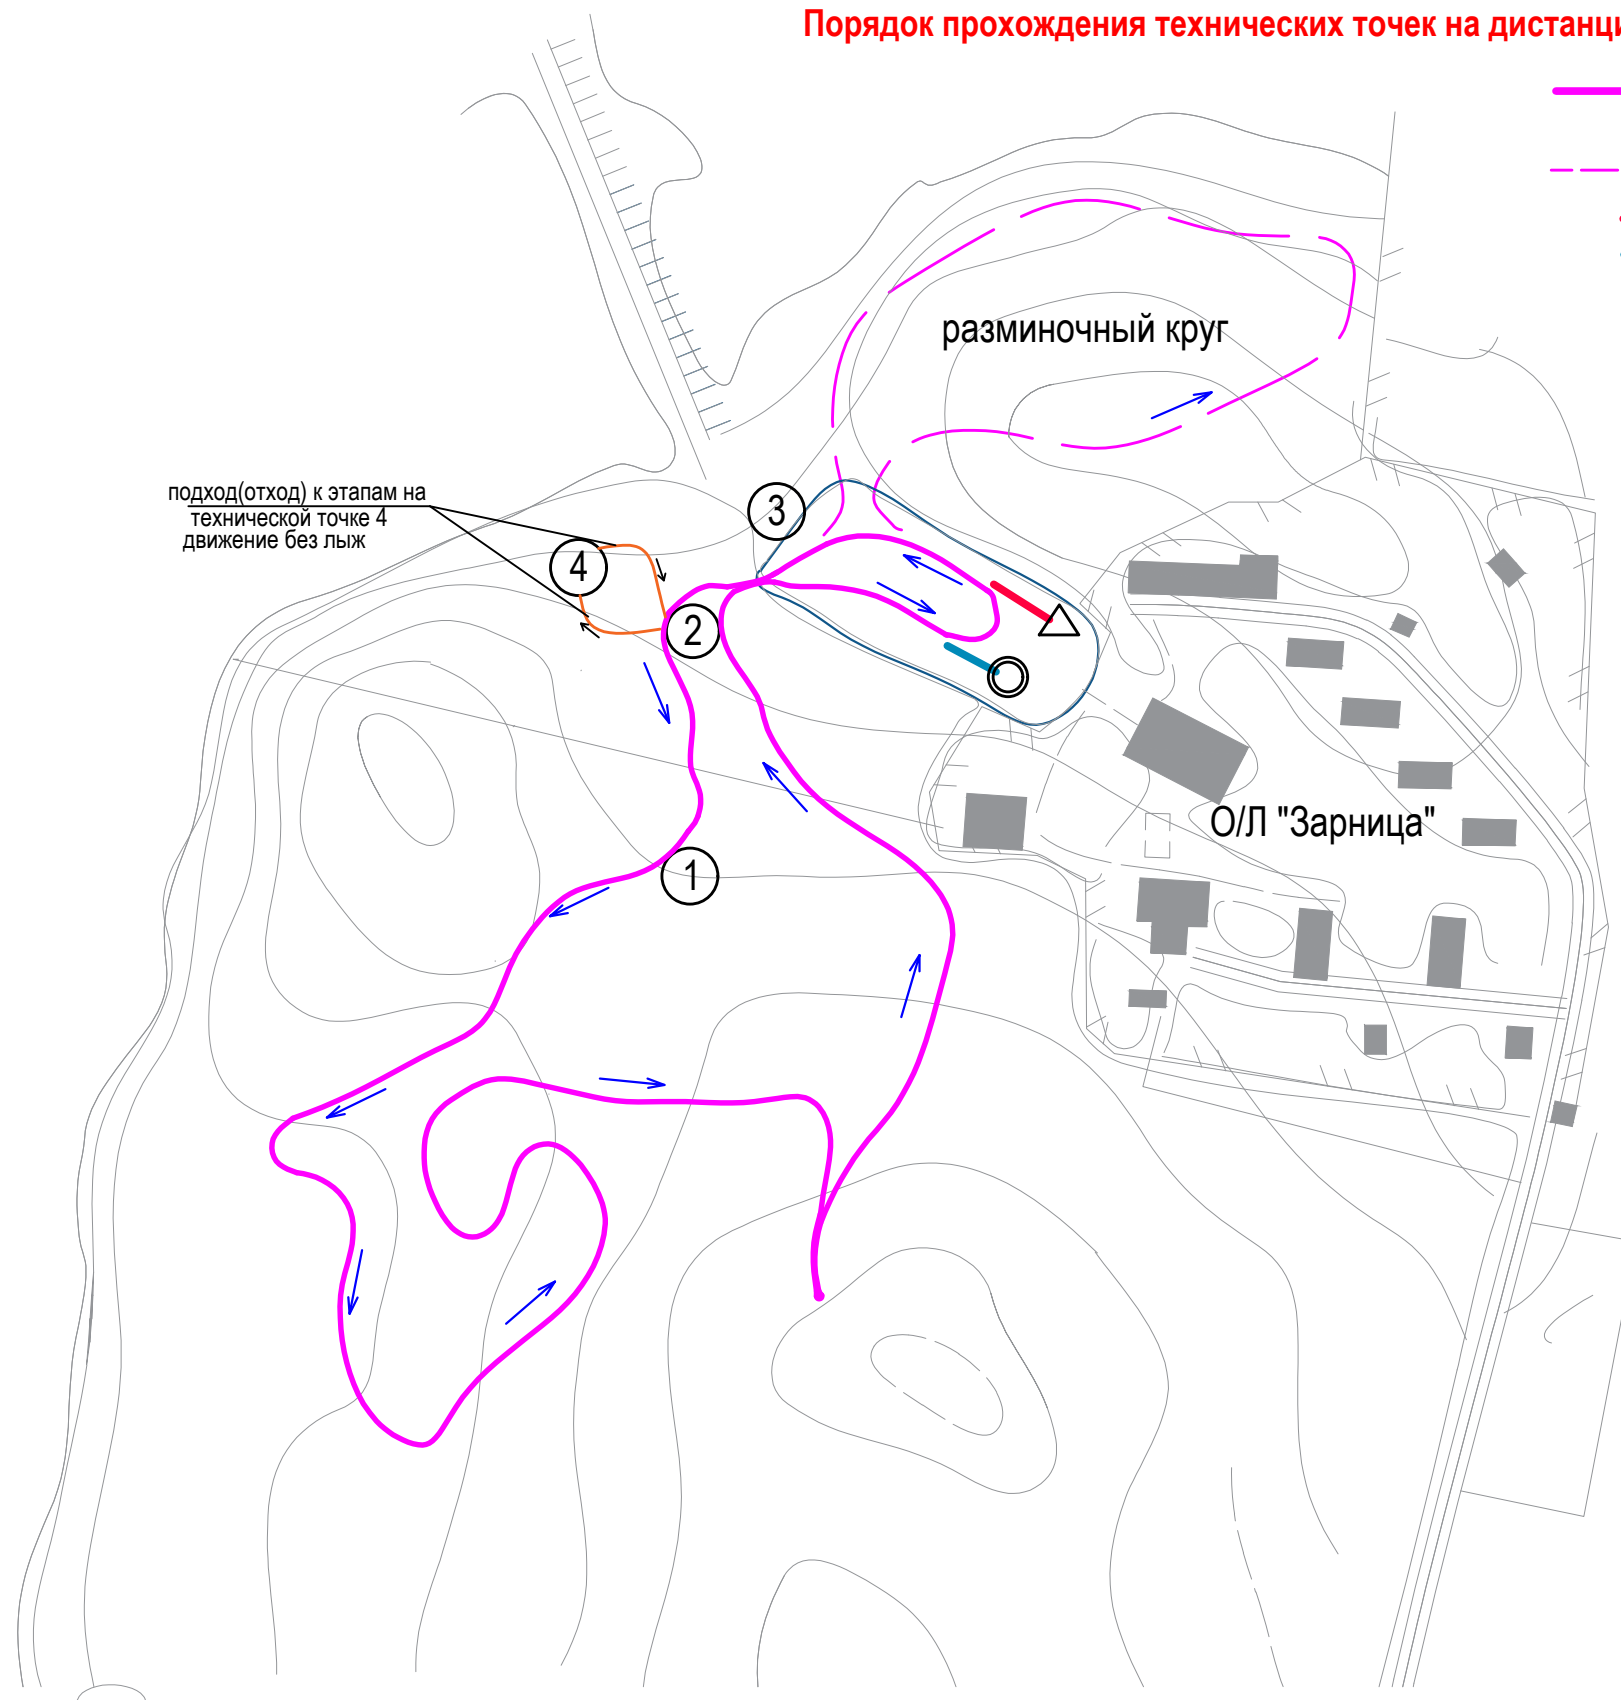 Порядок прохождения технических точек на дистанци
разминочный круг
подход(отход) к этапам на
технической точке 4
движение без лыж
3
4
2
О/Л "Зарница"
1